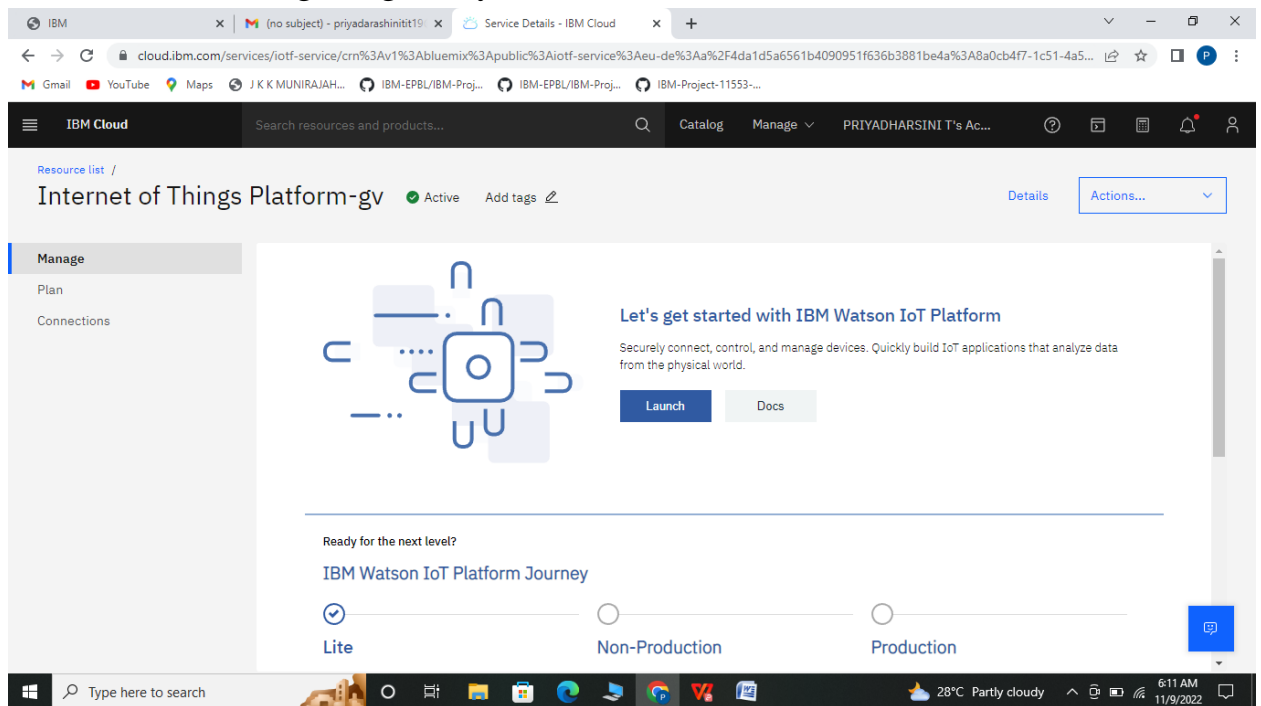 IBM
(no subject) - priyadarashinitit19
Service Details - IBM Cloud
cloud.ibm.com/services/iotf-service/crn%3Av1%3Abluemix%3Apublic%3Aiotf-service%3Aeu-de%3Aa%2F4da1d5a6561b4090951f636b3881be4a%3A8a0cb4f7-1c51-4a5...
P
Gmail
YouTube
Maps
J K K MUNIRAJAH...
IBM-EPBL/IBM-Proj...
IBM-EPBL/IBM-Proj...
IBM-Project-11553-...
IBM Cloud
Search resources and products...
Catalog
Manage
PRIYADHARSINI T's Ac...
Resource list /
Internet of Things Platform-gv
Active
Add tags
Details
Actions...
Manage
Plan
Connections
Let's get started with IBM Watson IoT Platform
Securely connect, control, and manage devices. Quickly build IoT applications that analyze data
from the physical world.
Launch
Docs
Ready for the next level?
IBM Watson IoT Platform Journey
Lite
Non-Production
Production
Type here to search
28°C Partly cloudy
6:11 AM
11/9/2022